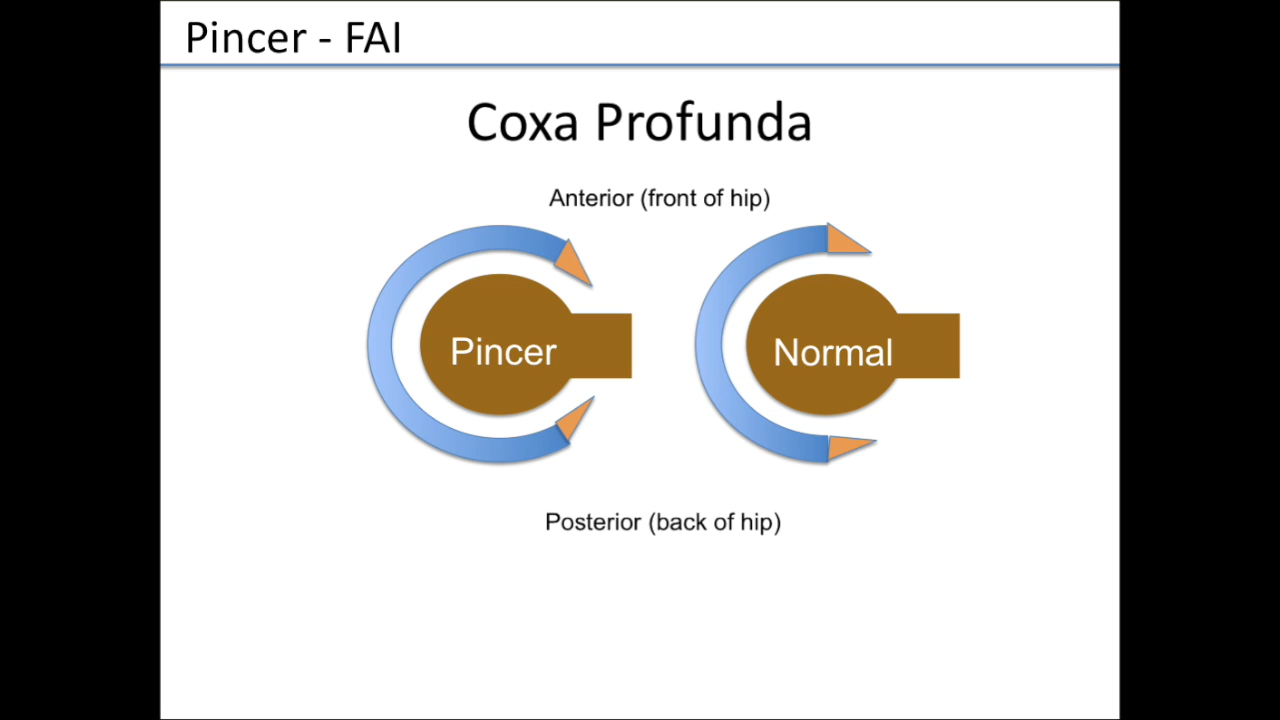 Pincer - FAI
Coxa Profunda
Anterior (front of hip)
Pincer
Normal
Posterior (back of hip)